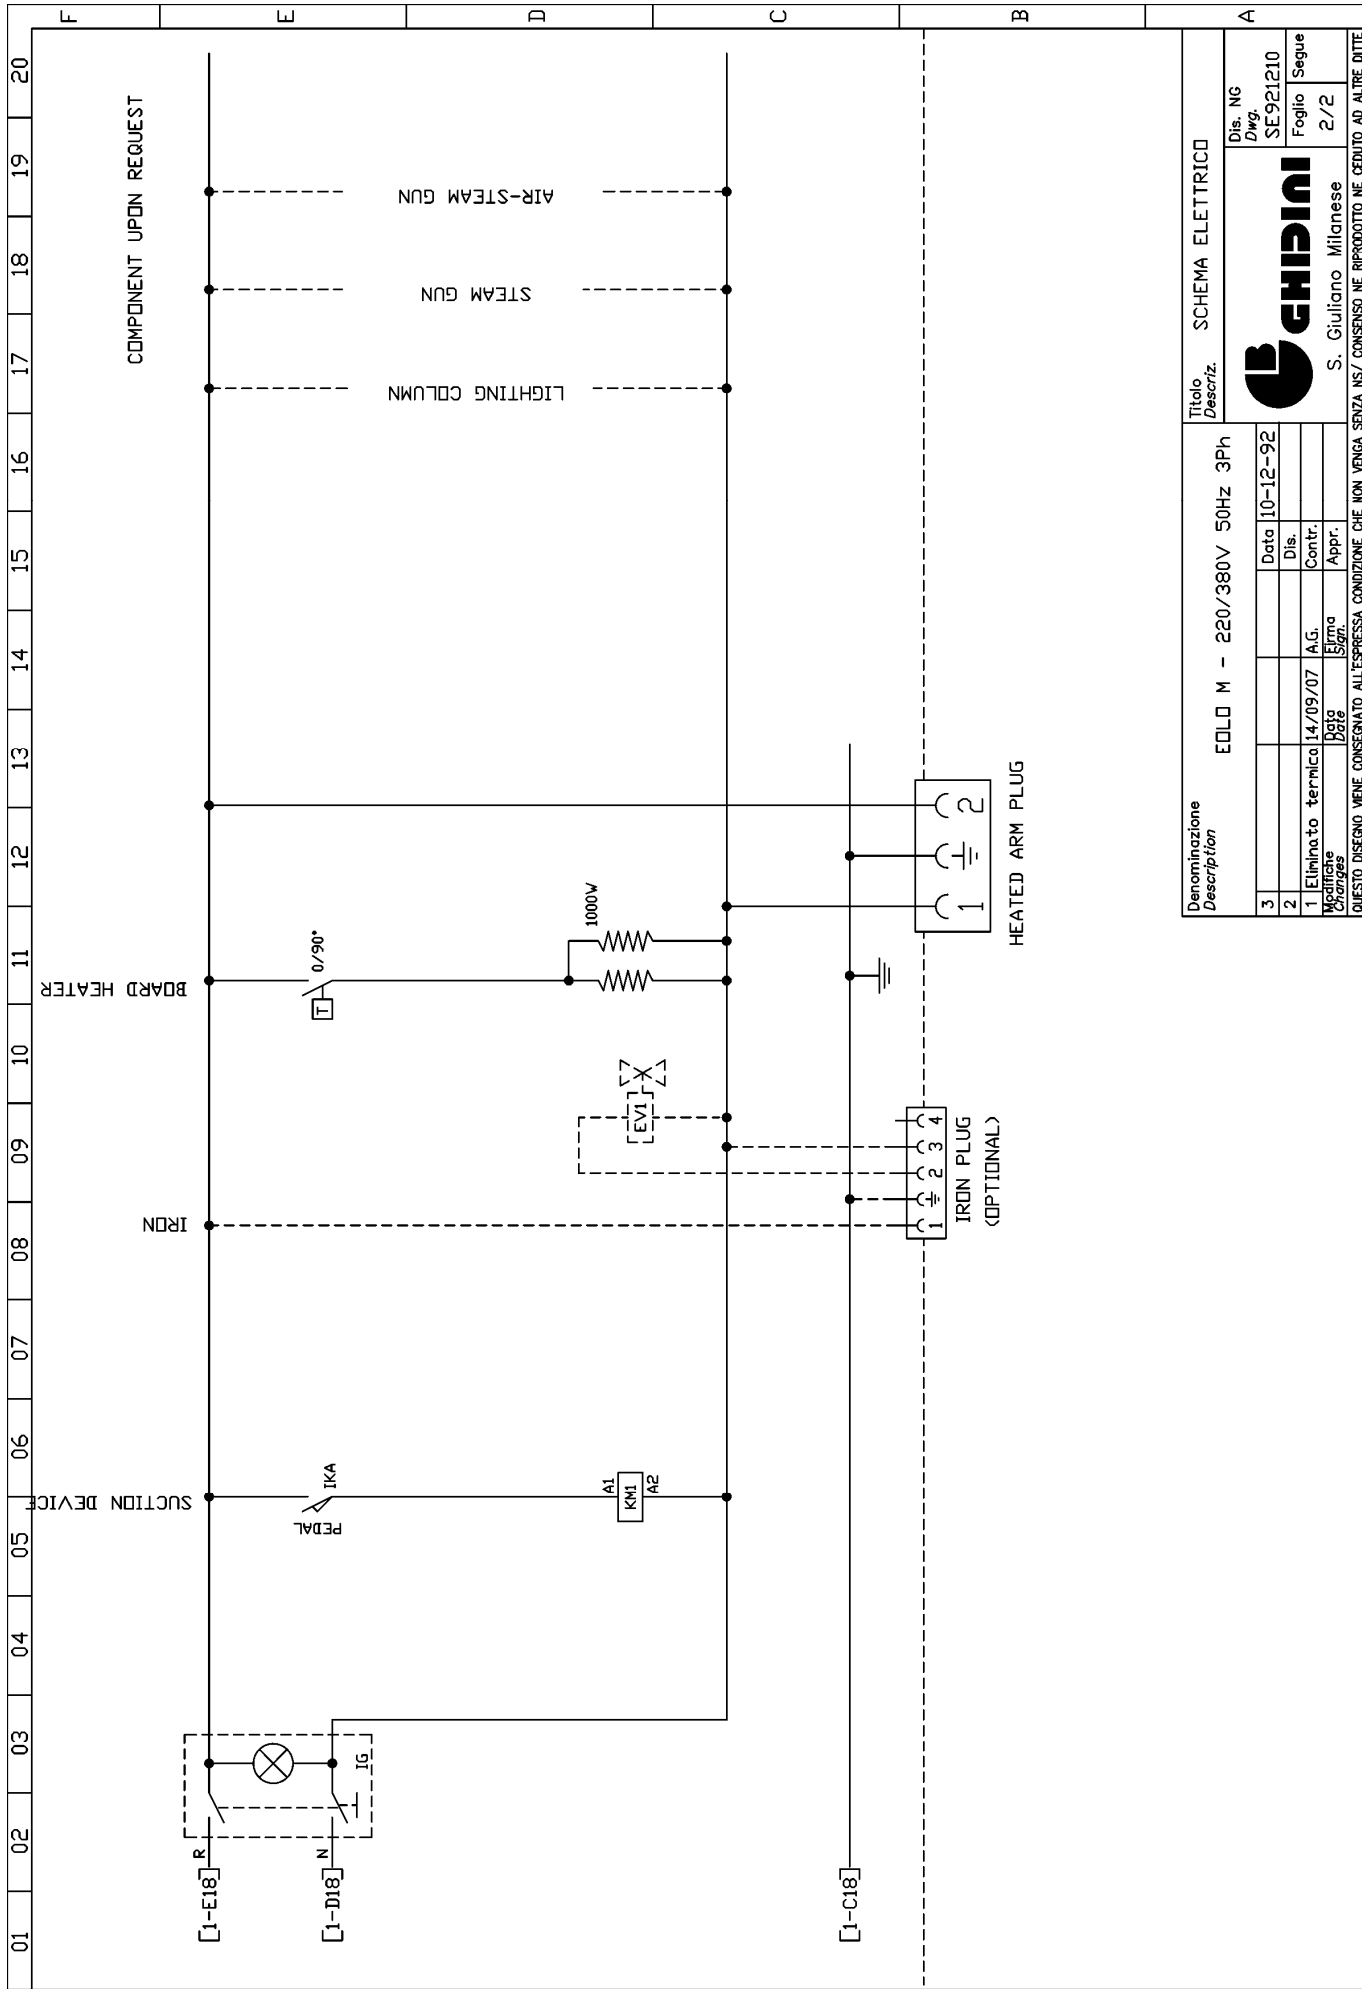 01 02 03 04 05 06 07 08 09 10 11 12 13 14 15 16 17 18 19 20
F
E
D
C
B
A
COMPONENT UPON REQUEST
SUCTION DEVICE
IRON
BOARD HEATER
LIGHTING COLUMN
STEAM GUN
AIR-STEAM GUN
[1-E18]
R
[1-D18]
N
IG
[1-C18]
PEDAL
IKA
A1
KM1
A2
T
0/90°
1000W
EV1
1 2 3 4
IRON PLUG
(OPTIONAL)
1 2
HEATED ARM PLUG
Denominazione
Description
EOLO M - 220/380V 50Hz 3Ph
Titolo
Descriz.
SCHEMA ELETTRICO
3
2
1 Eliminato termica 14/09/07 A.G.
Modifiche
Changes
Data
Date
Firma
Sign.
Data 10-12-92
Dis.
Contr.
Appr.
B
GHIDINI
S. Giuliano Milanese
Dis. NG
Dwg.
SE921210
Foglio
2/2
Segue
QUESTO DISEGNO VIENE CONSEGNATO ALL'ESPRESSA CONDIZIONE CHE NON VENGA SENZA NS/ CONSENSO NE RIPRODOTTO NE CEDUTO AD ALTRE DITTE